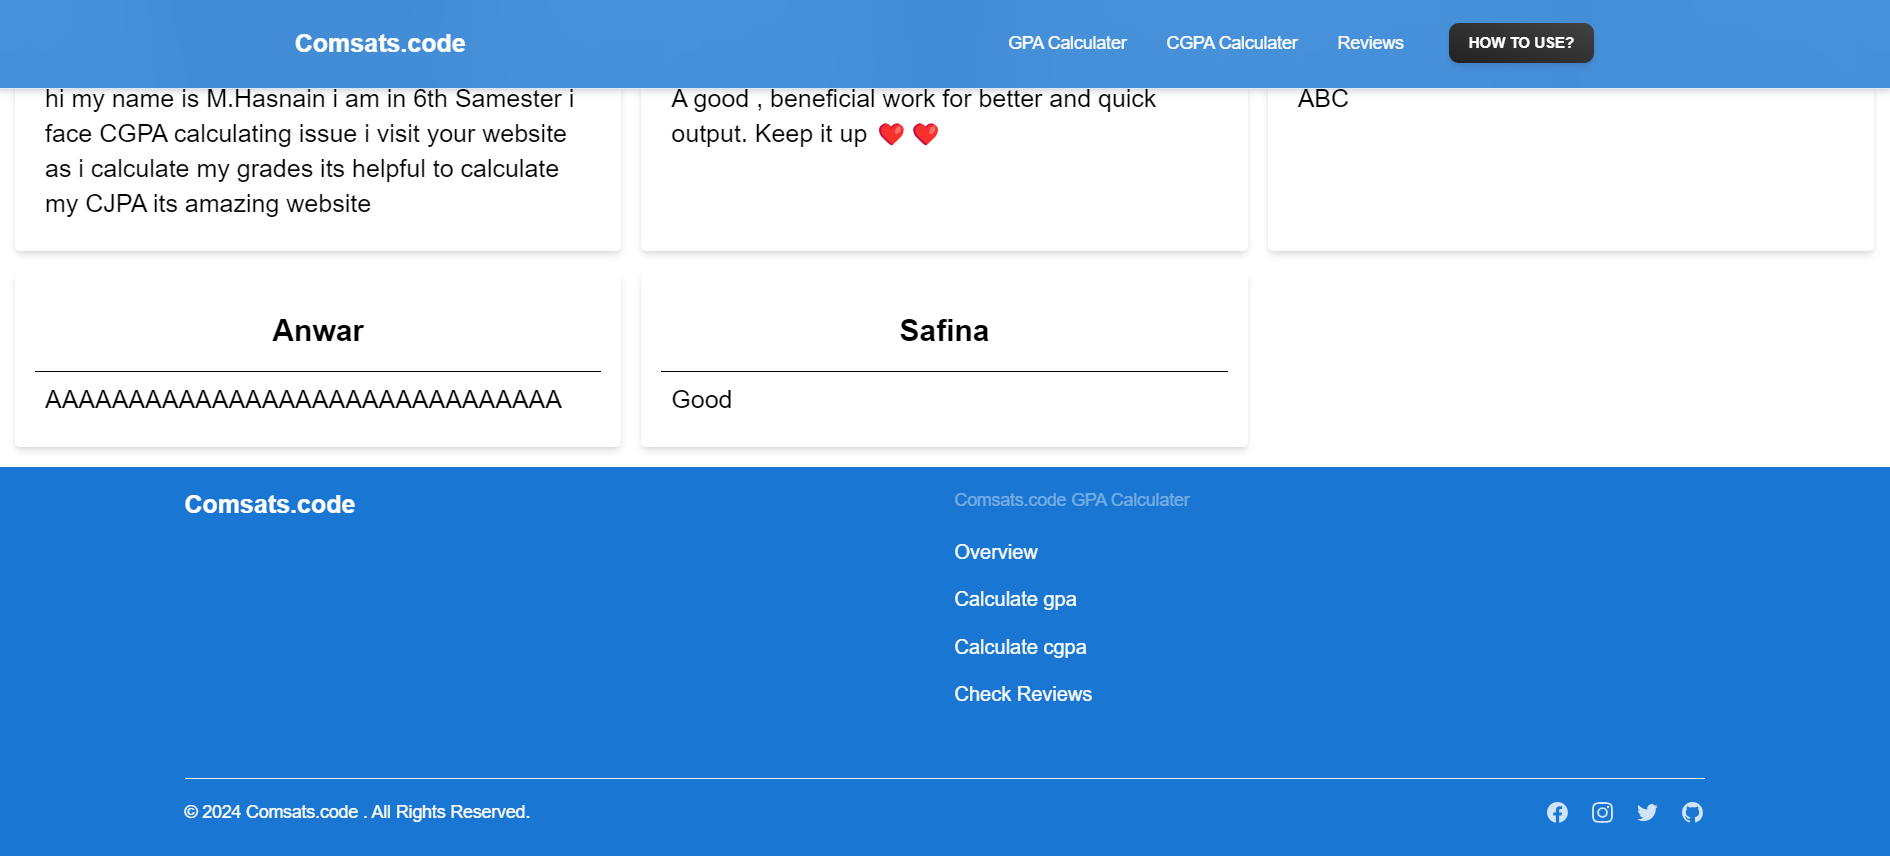 Comsats.code
GPA Calculater
CGPA Calculater
Reviews
HOW TO USE?
hi my name is M.Hasnain i am in 6th Samester i
face CGPA calculating issue i visit your website
as i calculate my grades its helpful to calculate
my CJPA its amazing website
A good , beneficial work for better and quick
output. Keep it up ❤️ ❤️
ABC
Anwar
AAAAAAAAAAAAAAAAAAAAAAAAAAAAAAA
Safina
Good
Comsats.code
Comsats.code GPA Calculater
Overview
Calculate gpa
Calculate cgpa
Check Reviews
© 2024 Comsats.code . All Rights Reserved.